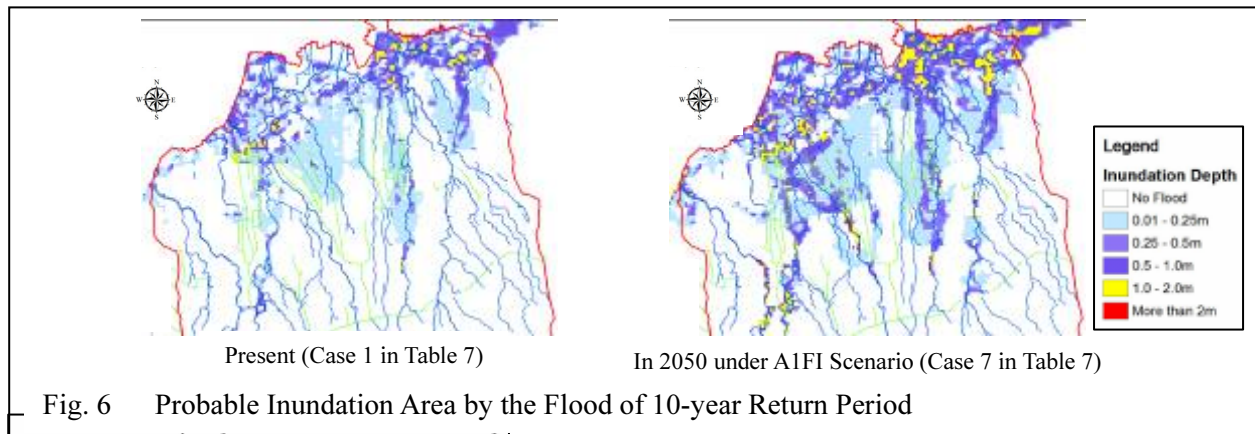 N
W E
S
N
W E
S
Legend
Inundation Depth
No Flood
0.01 - 0.25m
0.25 - 0.5m
0.5 - 1.0m
1.0 - 2.0m
More than 2m
Present (Case 1 in Table 7)
In 2050 under A1FI Scenario (Case 7 in Table 7)
Fig. 6 Probable Inundation Area by the Flood of 10-year Return Period